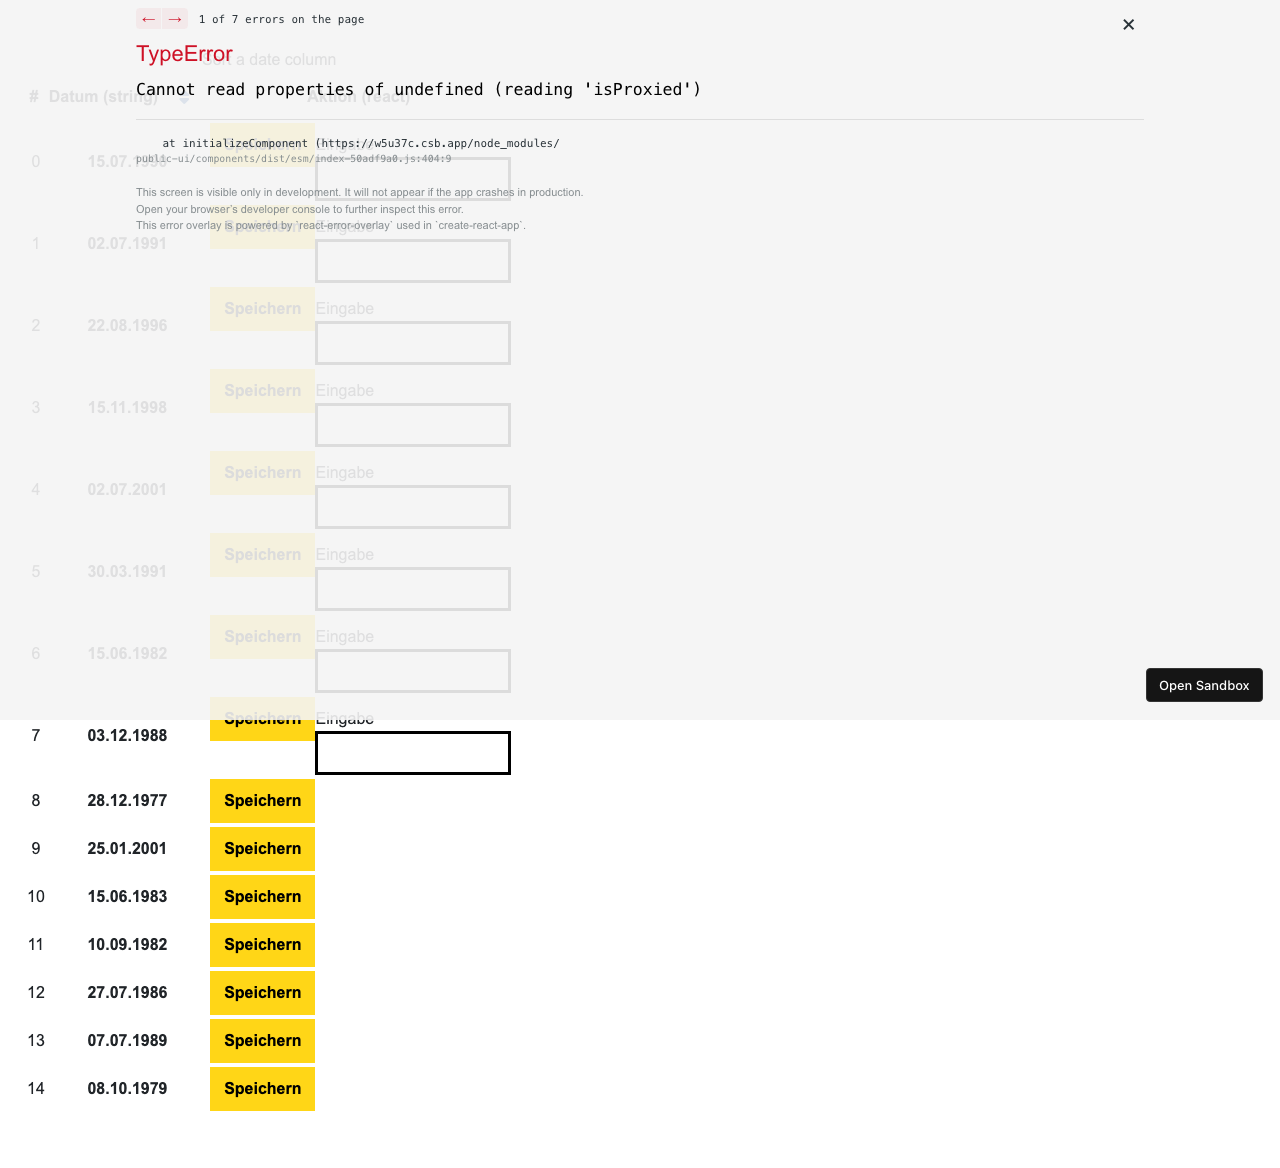 ← → 1 of 7 errors on the page
✕
TypeError
Sort a date column
Cannot read properties of undefined (reading 'isProxied')
# Datum (string) Aktion (react)
at initializeComponent (https://w5u37c.csb.app/node_modules/
public-ui/components/dist/esm/index-50adf9a0.js:404:9
0 15.07.1990 Speichern Eingabe
This screen is visible only in development. It will not appear if the app crashes in production.
Open your browser's developer console to further inspect this error.
This error overlay is powered by `react-error-overlay` used in `create-react-app`.
1 02.07.1991 Speichern Eingabe
2 22.08.1996 Speichern Eingabe
3 15.11.1998 Speichern Eingabe
4 02.07.2001 Speichern Eingabe
5 30.03.1991 Speichern Eingabe
6 15.06.1982 Speichern Eingabe
Open Sandbox
7 03.12.1988 Speichern Eingabe
8 28.12.1977 Speichern
9 25.01.2001 Speichern
10 15.06.1983 Speichern
11 10.09.1982 Speichern
12 27.07.1986 Speichern
13 07.07.1989 Speichern
14 08.10.1979 Speichern